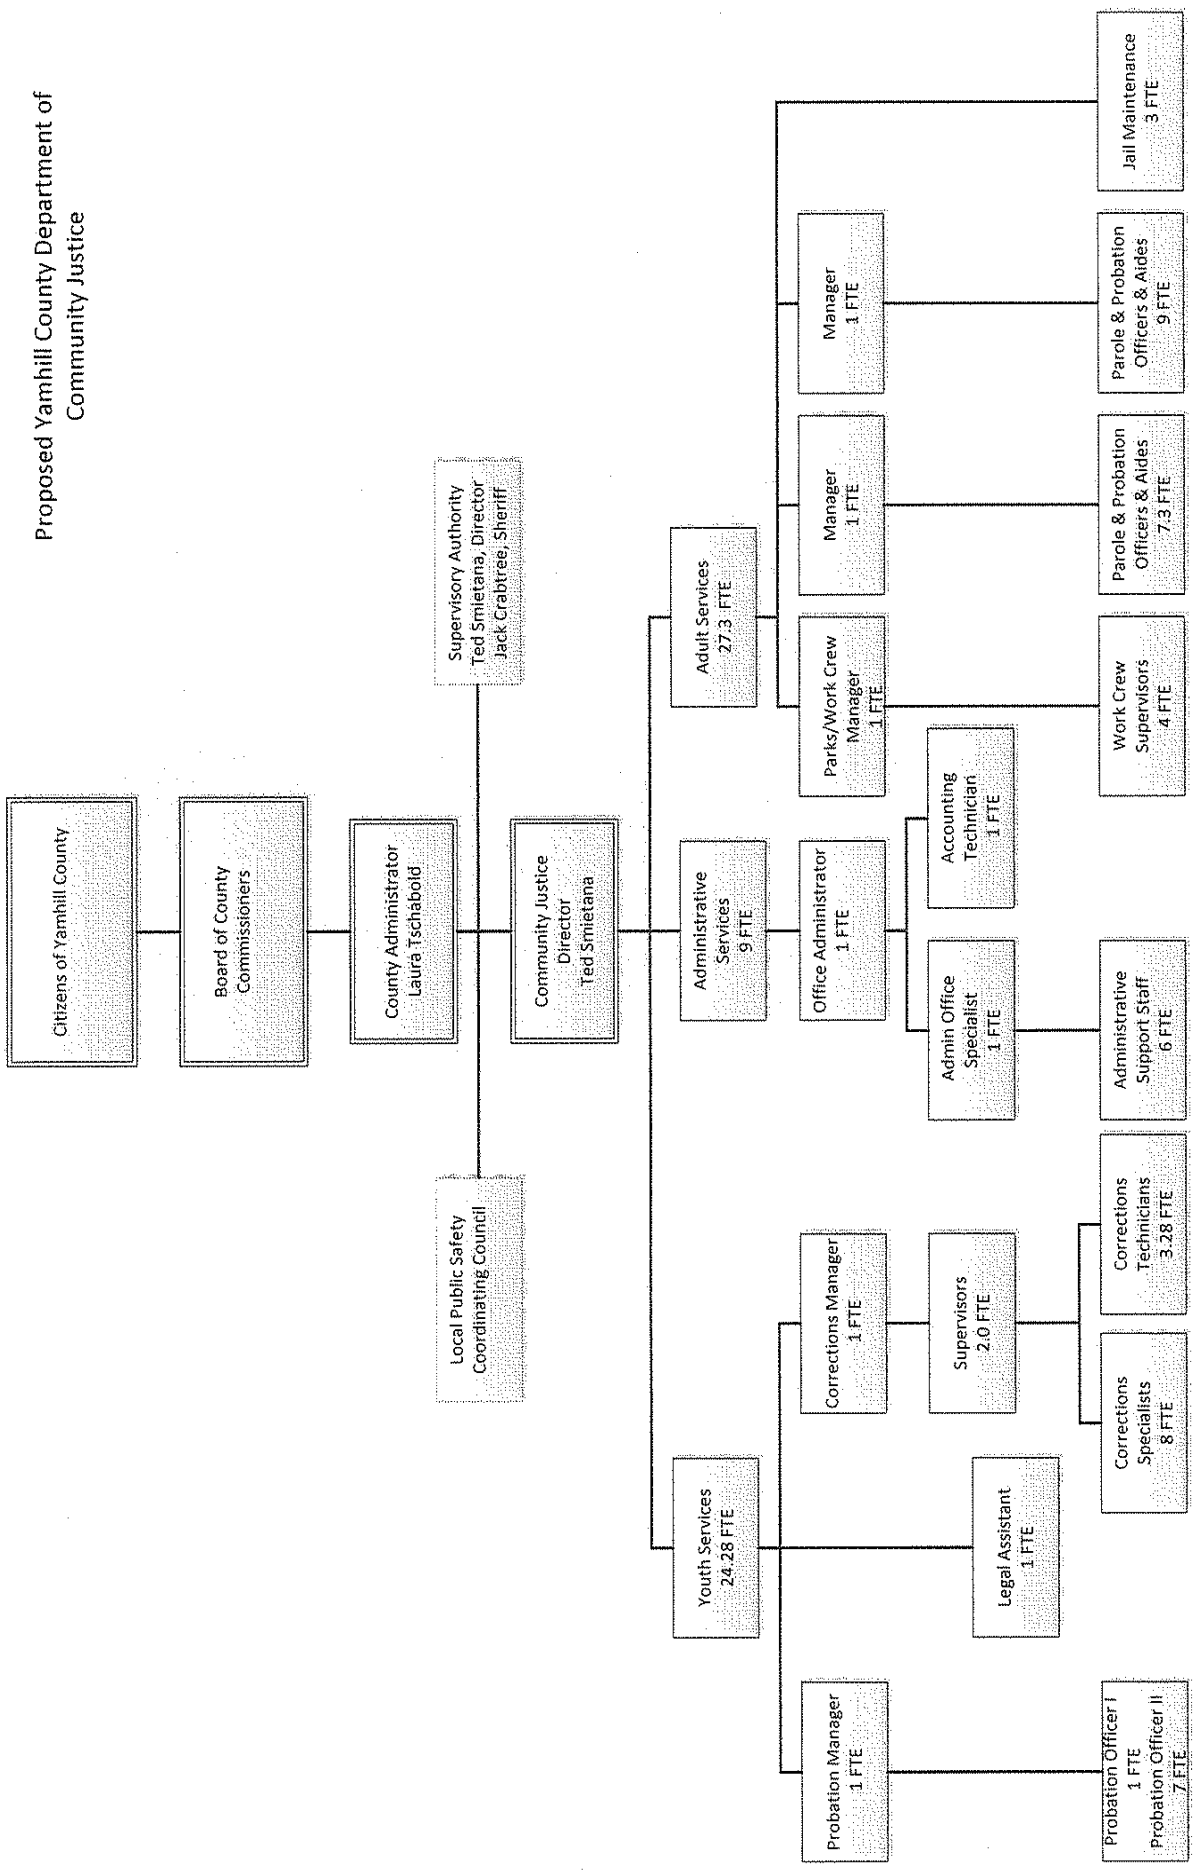 Proposed Yamhill County Department of
Community Justice
Citizens of Yamhill County
Board of County
Commissioners
County Administrator
Laura Tschabold
Local Public Safety
Coordinating Council
Supervisory Authority
Ted Smietana, Director
Jack Crabtree, Sheriff
Community Justice
Director
Ted Smietana
Youth Services
24.28 FTE
Administrative
Services
9 FTE
Adult Services
27.3 FTE
Probation Manager
1 FTE
Corrections Manager
1 FTE
Office Administrator
1 FTE
Parks/Work Crew
Manager
1 FTE
Manager
1 FTE
Manager
1 FTE
Supervisors
2.0 FTE
Admin Office
Specialist
1 FTE
Accounting
Technician
1 FTE
Legal Assistant
1 FTE
Probation Officer I
1 FTE
Probation Officer II
7 FTE
Corrections
Specialists
8 FTE
Corrections
Technicians
3.28 FTE
Administrative
Support Staff
6 FTE
Work Crew
Supervisors
4 FTE
Parole & Probation
Officers & Aides
7.3 FTE
Parole & Probation
Officers & Aides
9 FTE
Jail Maintenance
3 FTE